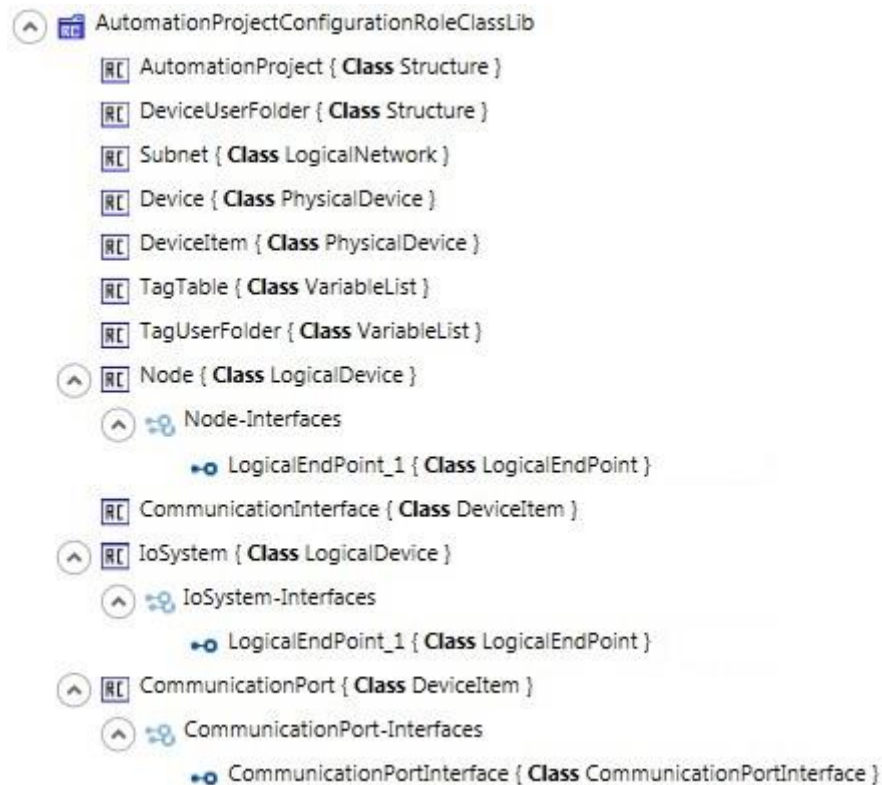 AutomationProjectConfigurationRoleClassLib
AutomationProject { Class Structure }
DeviceUserFolder { Class Structure }
Subnet { Class LogicalNetwork }
Device { Class PhysicalDevice }
DeviceItem { Class PhysicalDevice }
TagTable { Class VariableList }
TagUserFolder { Class VariableList }
Node { Class LogicalDevice }
Node-Interfaces
LogicalEndPoint_1 { Class LogicalEndPoint }
CommunicationInterface { Class DeviceItem }
IoSystem { Class LogicalDevice }
IoSystem-Interfaces
LogicalEndPoint_1 { Class LogicalEndPoint }
CommunicationPort { Class DeviceItem }
CommunicationPort-Interfaces
CommunicationPortInterface { Class CommunicationPortInterface }